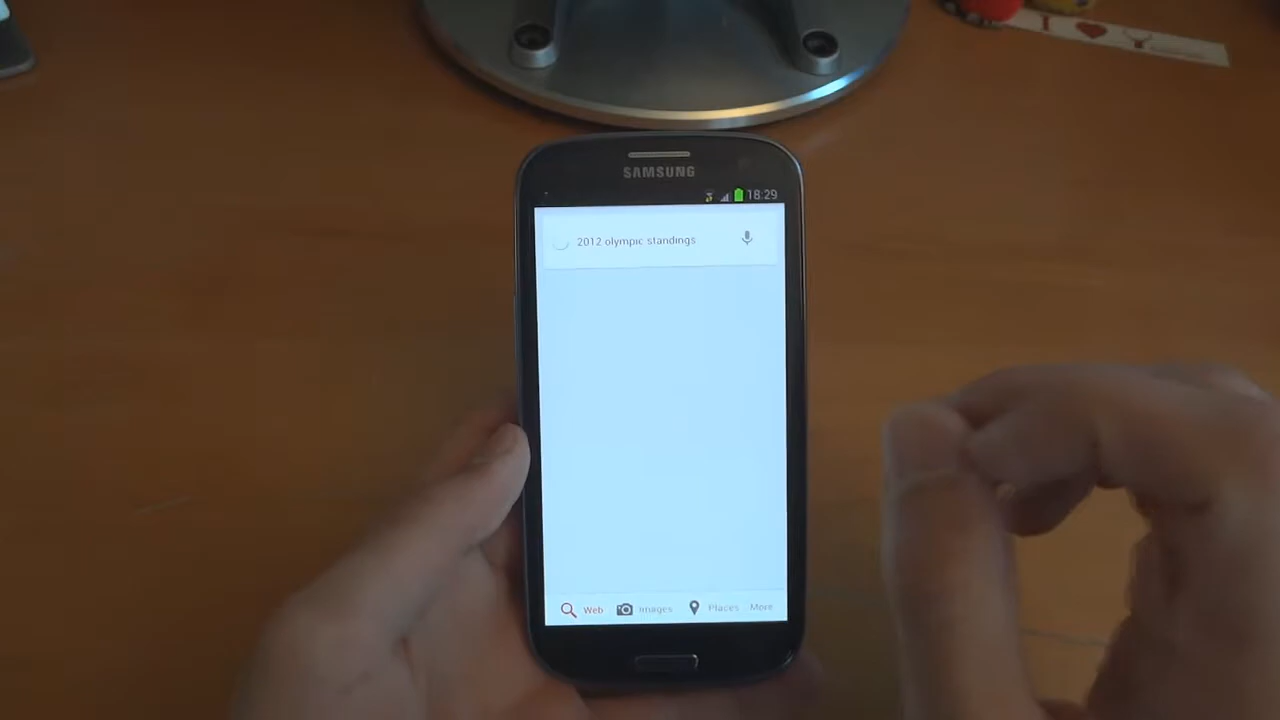 I ❤ Y
SAMSUNG
18:29
2012 olympic standings
Web Images Places More